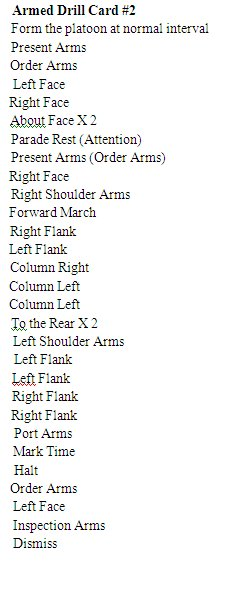 Armed Drill Card #2
Form the platoon at normal interval
Present Arms
Order Arms
Left Face
Right Face
About Face X 2
Parade Rest (Attention)
Present Arms (Order Arms)
Right Face
Right Shoulder Arms
Forward March
Right Flank
Left Flank
Column Right
Column Left
Column Left
To the Rear X 2
Left Shoulder Arms
Left Flank
Left Flank
Right Flank
Right Flank
Port Arms
Mark Time
Halt
Order Arms
Left Face
Inspection Arms
Dismiss